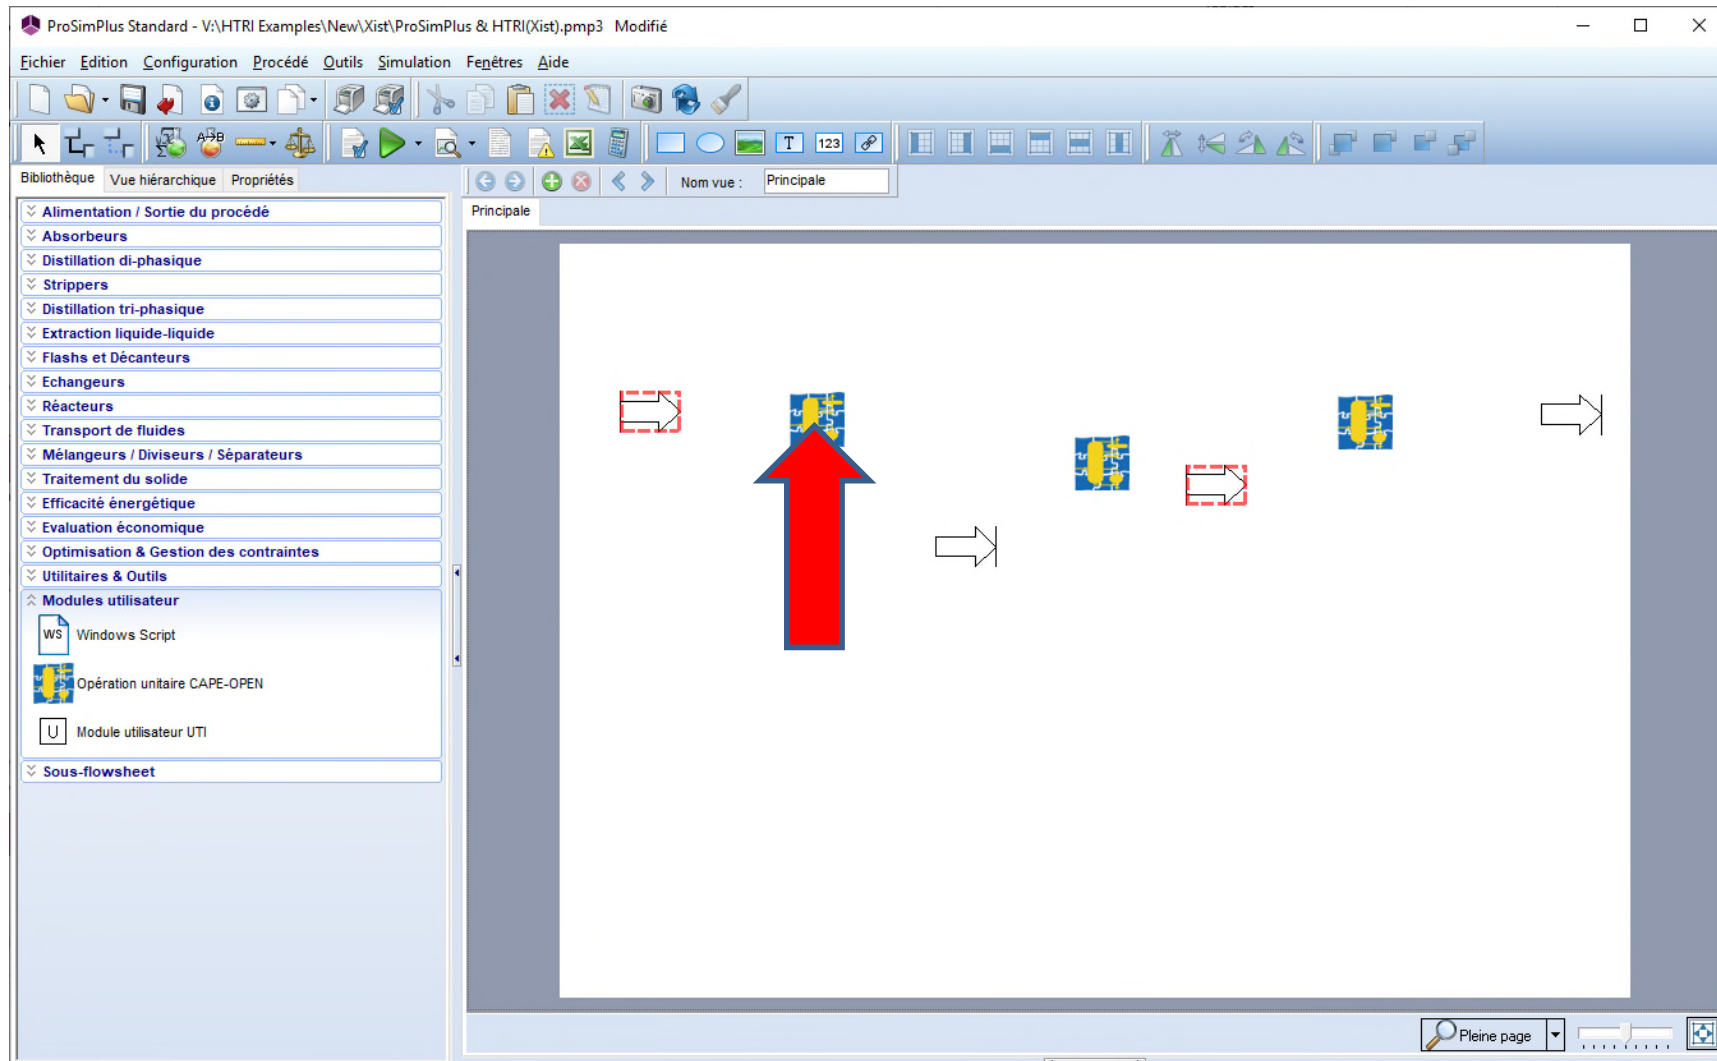 ProSimPlus Standard - V:\HTRI Examples\New\Xist\ProSimPlus & HTRI(Xist).pmp3 Modifié
Fichier Edition Configuration Procédé Outils Simulation Fenêtres Aide
A→B
T 123
Bibliothèque Vue hiérarchique Propriétés
Nom vue : Principale
Principale
Alimentation / Sortie du procédé
Absorbeurs
Distillation di-phasique
Strippers
Distillation tri-phasique
Extraction liquide-liquide
Flashs et Décanteurs
Echangeurs
Réacteurs
Transport de fluides
Mélangeurs / Diviseurs / Séparateurs
Traitement du solide
Efficacité énergétique
Evaluation économique
Optimisation & Gestion des contraintes
Utilitaires & Outils
Modules utilisateur
WS Windows Script
Opération unitaire CAPE-OPEN
U Module utilisateur UTI
Sous-flowsheet
Pleine page